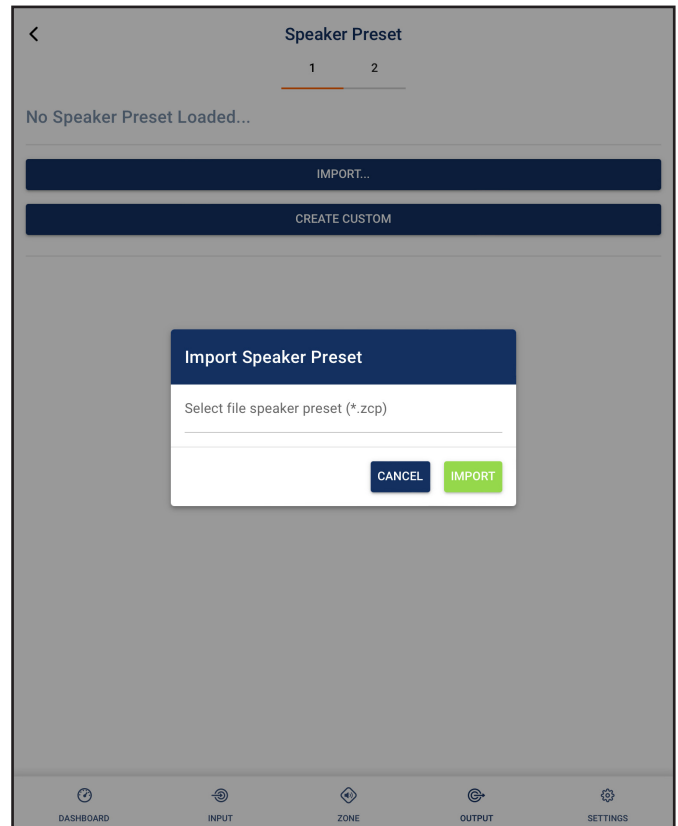 Speaker Preset
1 2
No Speaker Preset Loaded...
IMPORT...
CREATE CUSTOM
Import Speaker Preset
Select file speaker preset (*.zcp)
CANCEL IMPORT
DASHBOARD INPUT ZONE OUTPUT SETTINGS